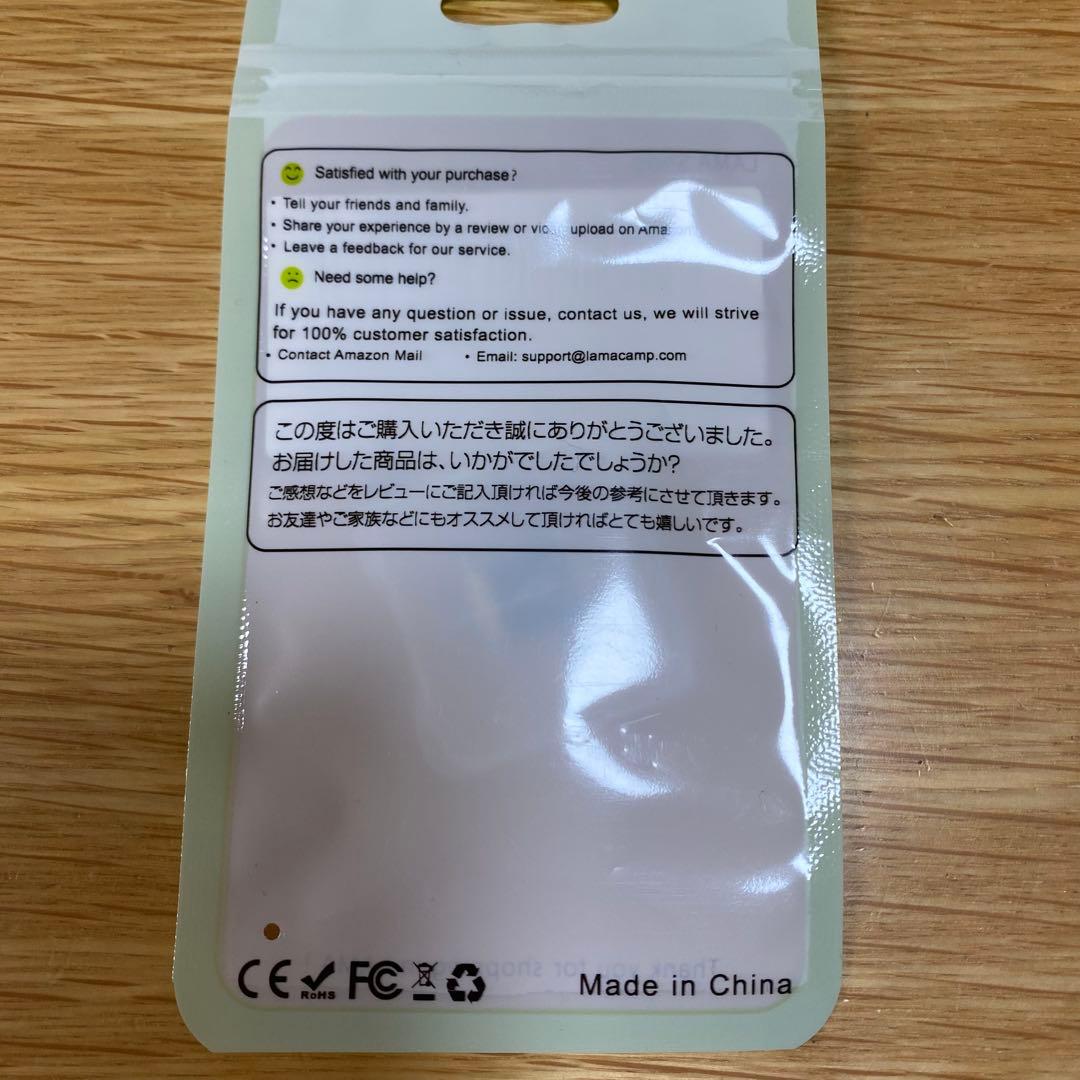 Satisfied with your purchase?
• Tell your friends and family.
• Share your experience by a review or upload on
• Leave a feedback for our service.
Need some help?
If you have any question or issue, contact us, we will strive
for 100% customer satisfaction.
• Contact Amazon Mail • Email: support@lamacamp.com
この度はご購入いただき誠にありがとうございました。
お届けした商品は、いかがでしたでしょうか?
ご感想などをレビューにご記入頂ければ今後の参考にさせて頂きます。
お友達やご家族などにもオススメして頂ければとても嬉しいです。
CE RoHS FC Made in China